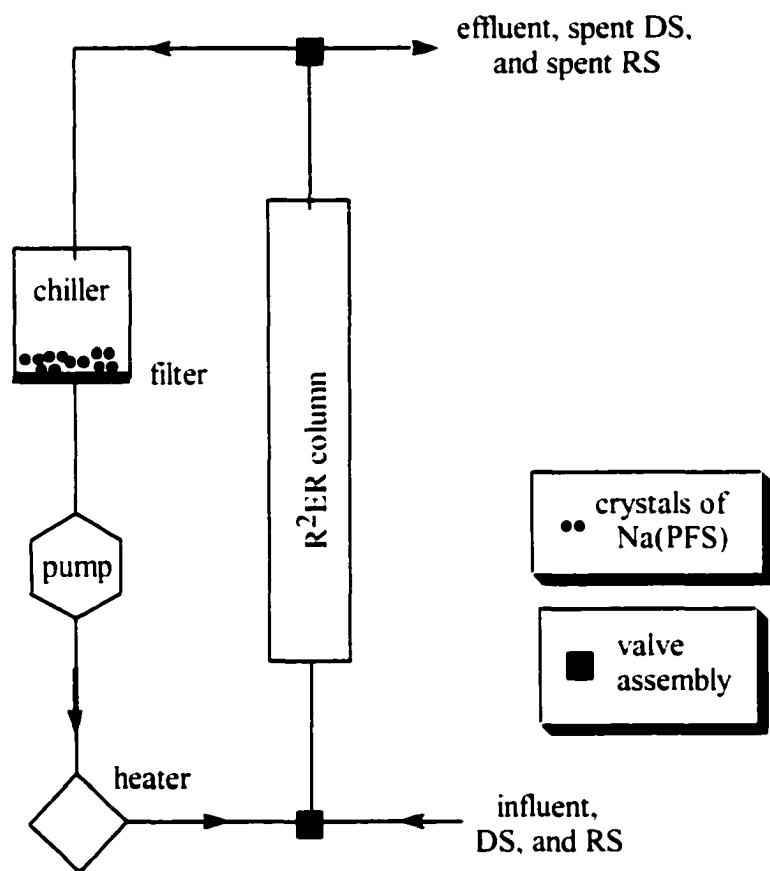 effluent, spent DS,
and spent RS
chiller
filter
R²ER column
crystals of
Na(PFS)
pump
valve
assembly
heater
influent,
DS, and RS